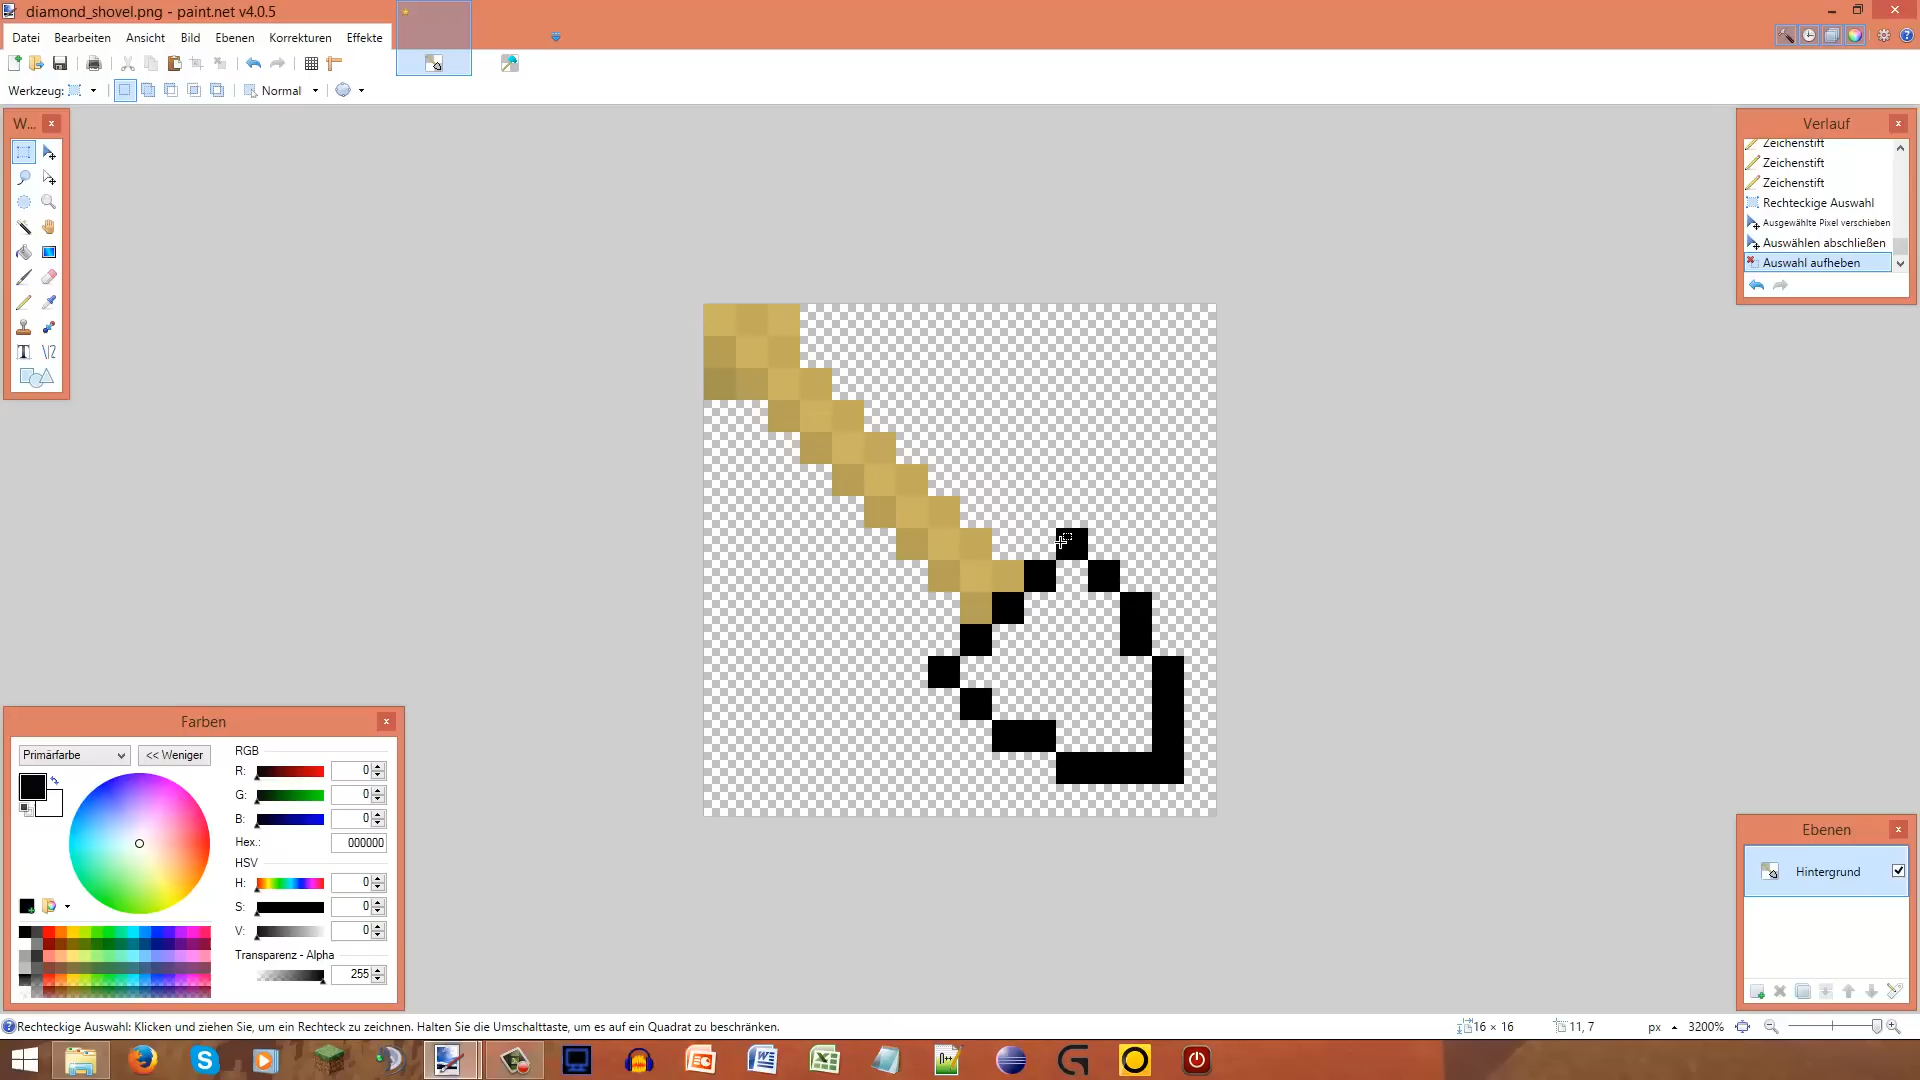 diamond_shovel.png - paint.net v4.0.5
Datei Bearbeiten Ansicht Bild Ebenen Korrekturen Effekte
Werkzeug: Normal
W...
Verlauf
Zeichenstift
Zeichenstift
Zeichenstift
Rechteckige Auswahl
Ausgewählte Pixel verschieben
Auswählen abschließen
Auswahl aufheben
Farben
Primärfarbe
<< Weniger
RGB
R: 0
G: 0
B: 0
Hex.: 000000
HSV
H: 0
S: 0
V: 0
Transparenz - Alpha
255
Ebenen
Hintergrund
Rechteckige Auswahl: Klicken und ziehen Sie, um ein Rechteck zu zeichnen. Halten Sie die Umschalttaste, um es auf ein Quadrat zu beschränken.
16 × 16
11, 7
px
3200%